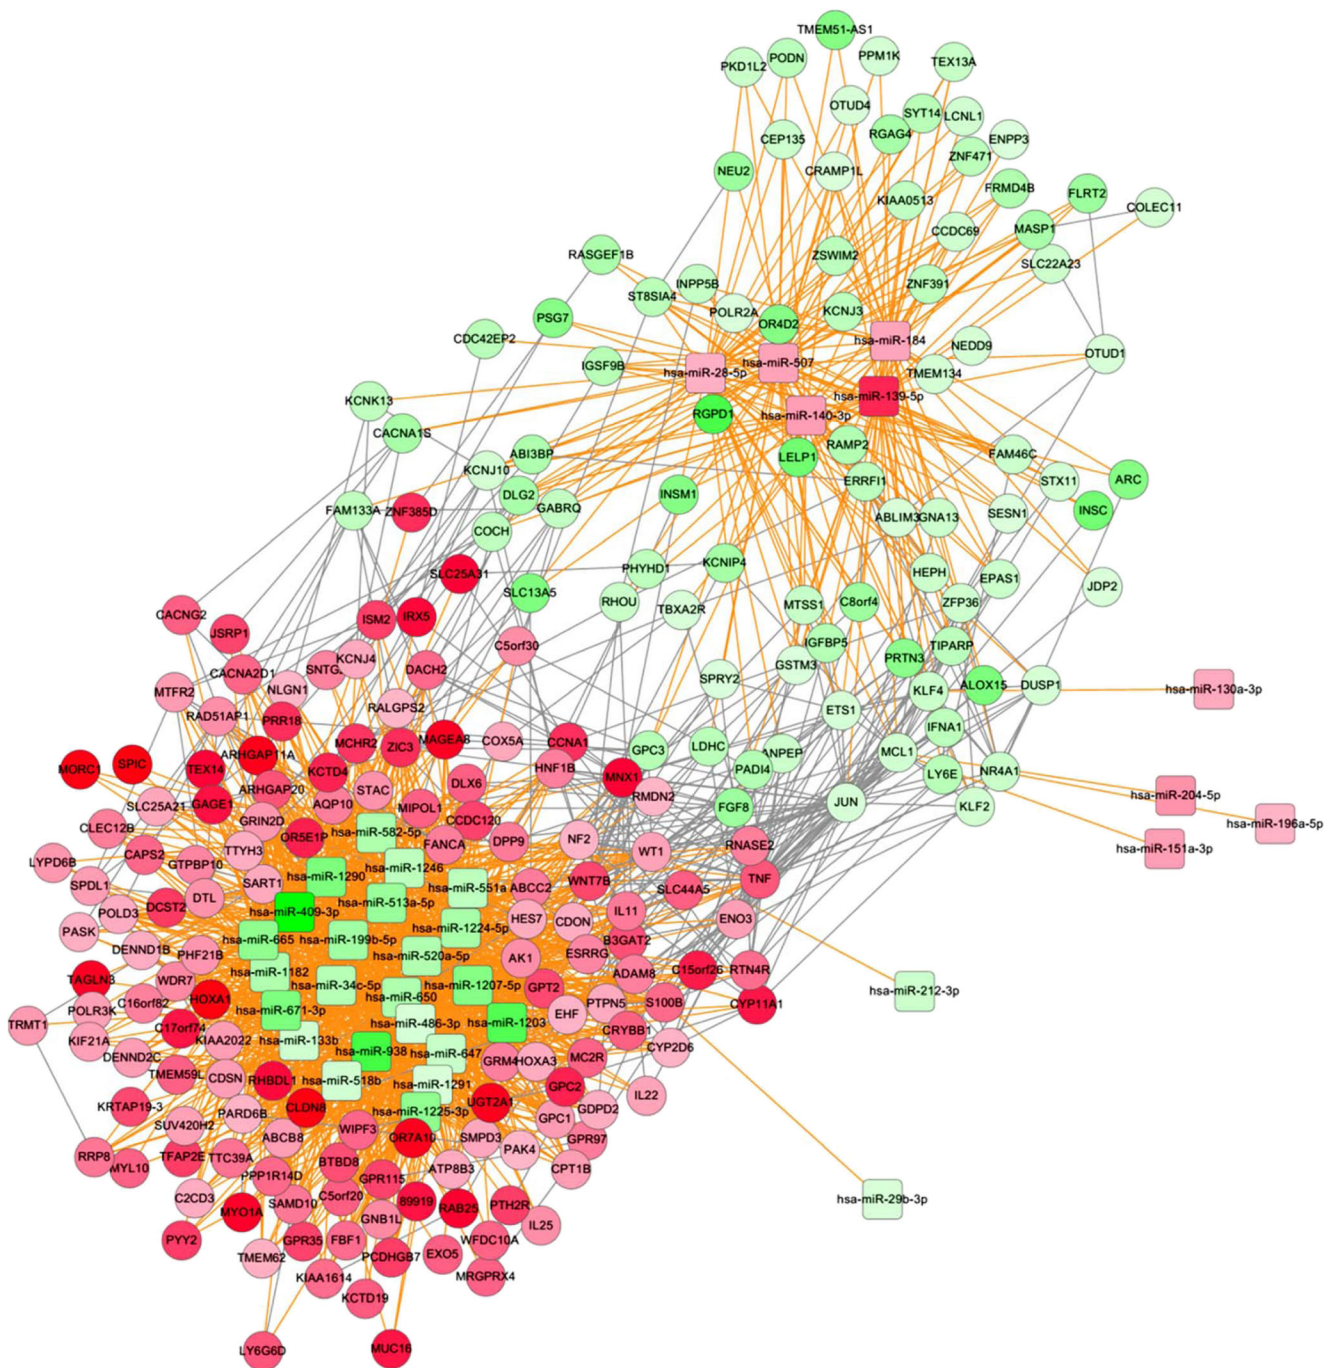 TMEM51-AS1
PKD1L2
PODN
PPM1K
TEX13A
OTUD4
SYT14
LCNL1
CEP135
RGAG4
ENPP3
ZNF471
NEU2
CRAMP1L
KIAA0513
FRMD4B
FLRT2
COLEC11
CCDC69
MASP1
RASGEF1B
ZSWIM2
SLC22A23
ST8SIA4
INPP5B
ZNF391
POLR2A
KCNJ3
PSG7
OR4D2
CDC42EP2
hsa-miR-184
NEDD9
OTUD1
IGSF9B
hsa-miR-28-5p
hsa-miR-507
TMEM134
KCNK13
hsa-miR-139-5p
hsa-miR-140-3p
RGPD1
CACNA1S
RAMP2
ABI3BP
LELP1
FAM46C
KCNJ10
ERRFI1
STX11
ARC
DLG2
INSM1
GABRQ
FAM133A
ZNF385D
ABLIM3
GNA13
SESN1
INSC
COCH
KCNIP4
PHYHD1
HEPH
EPAS1
SLC25A31
SLC13A5
JDP2
RHOU
TBXA2R
MTSS1
C8orf4
ZFP36
CACNG2
JSRP1
ISM2
IRX5
IGFBP5
TIPARP
C5orf30
PRTN3
KCNJ4
GSTM3
CACNA2D1
SNTG
DACH2
SPRY2
KLF4
ALOX15
DUSP1
hsa-miR-130a-3p
MTFR2
NLGN1
RALGPS2
ETS1
RAD51AP1
PRR18
IFNA1
COX5A
MCHR2
ZIC3
MAGEA8
CCNA1
GPC3
LDHC
ANPEP
MCL1
MORC1
SPIC
ARHGAP11A
TEX14
KCTD4
HNF1B
MNX1
PADI4
LY6E
NR4A1
ARHGAP20
DLX6
SLC25A21
GAGE1
AQP10
STAC
MIPOL1
RMDN2
FGF8
JUN
KLF2
hsa-miR-204-5p
GRIN2D
CCDC120
hsa-miR-196a-5p
CLEC12B
OR5E1P
hsa-miR-582-5p
TTYH3
FANCA
DPP9
NF2
WT1
RNASE2
hsa-miR-151a-3p
LYPD6B
CAPS2
GTPBP10
hsa-miR-1246
SPDL1
SART1
hsa-miR-1290
hsa-miR-551a
ABCC2
WNT7B
SLC44A5
TNF
DTL
DCST2
POLD3
hsa-miR-409-3p
hsa-miR-513a-5p
HES7
CDON
IL11
ENO3
PASK
hsa-miR-1224-5p
hsa-miR-665
hsa-miR-199b-5p
B3GAT2
DENND1B
PHF21B
hsa-miR-520a-5p
AK1
ESRRG
TAGLN3
WDR7
hsa-miR-1182
ADAM8
C15orf26
RTN4R
hsa-miR-34c-5p
hsa-miR-650
hsa-miR-1207-5p
GPT2
hsa-miR-212-3p
POLR3K
C16orf82
HOXA1
hsa-miR-671-3p
PTPN5
S100B
CYP11A1
TRMT1
C17orf74
hsa-miR-486-3p
hsa-miR-1203
EHF
CRYBB1
KIF21A
KIAA2022
hsa-miR-133b
hsa-miR-938
hsa-miR-647
CYP2D6
DENND2C
GRM4
HOXA3
MC2R
TMEM59L
CDSN
RHBDL1
hsa-miR-518b
hsa-miR-1291
GPC2
IL22
KRTAP19-3
PARD6B
CLDN8
hsa-miR-1225-3p
UGT2A1
GPC1
GDPD2
SUV420H2
ABCB8
WIPF3
OR7A10
SMPD3
GPR97
RRP8
MYL10
TFAP2E
TTC39A
BTBD8
PAK4
CPT1B
PPP1R14D
GPR115
ATP8B3
C2CD3
SAMD10
C5orf20
89919
RAB25
PTH2R
hsa-miR-29b-3p
MYO1A
GNB1L
IL25
PYY2
GPR35
FBF1
WFDC10A
TMEM62
PCDHGB7
EXO5
KIAA1614
MRGPRX4
KCTD19
LY6G6D
MUC16